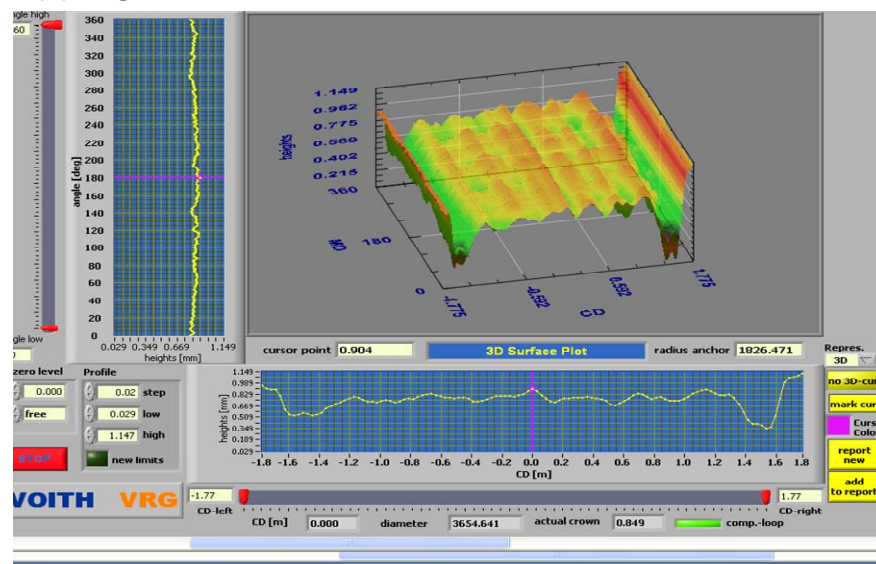 ngle high
60
360
340
320
300
280
260
240
220
200
180
160
140
120
100
80
60
40
20
0
angle [deg]
0.029 0.349 0.669 1.149
heights [mm]
1.149
0.962
0.775
0.589
0.402
0.215
heights
360
180
0
MD
-1.775
-0.592
0.592
1.775
CD
gle low
0
cursor point 0.904
3D Surface Plot
radius anchor 1826.471
Repres.
3D
zero level
0.000
free
STOP
Profile
0.02 step
0.029 low
1.147 high
new limits
1.149
0.989
0.829
0.669
0.509
0.349
0.189
0.029
heights [mm]
-1.8 -1.6 -1.4 -1.2 -1.0 -0.8 -0.6 -0.4 -0.2 0.0 0.2 0.4 0.6 0.8 1.0 1.2 1.4 1.6 1.8
CD [m]
no 3D-cur
mark cur
Curs
Colo
report
new
add
to report
VOITH VRG
-1.77
CD-left
1.77
CD-right
CD [m] 0.000 diameter 3654.641 actual crown 0.849 comp.-loop